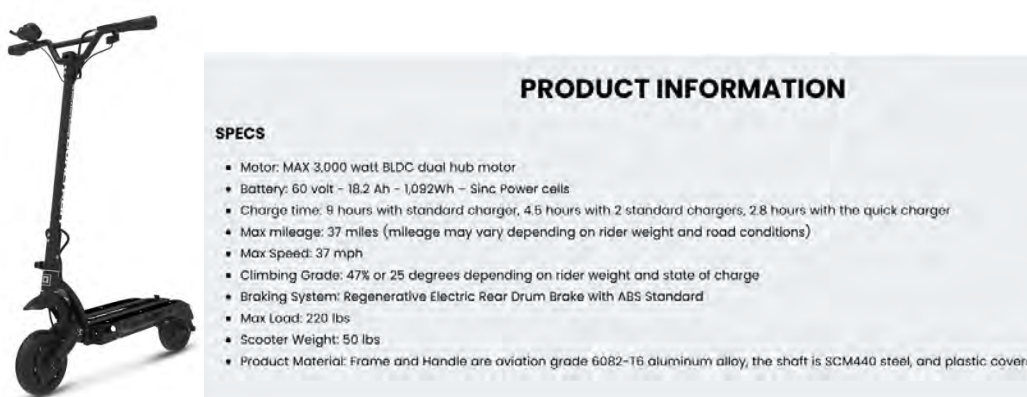 PRODUCT INFORMATION
SPECS
Motor: MAX 3,000 watt BLDC dual hub motor
Battery: 60 volt - 18.2 Ah - 1,092Wh – Sinc Power cells
Charge time: 9 hours with standard charger, 4.5 hours with 2 standard chargers, 2.8 hours with the quick charger
Max mileage: 37 miles (mileage may vary depending on rider weight and road conditions)
Max Speed: 37 mph
Climbing Grade: 47% or 25 degrees depending on rider weight and state of charge
Braking System: Regenerative Electric Rear Drum Brake with ABS Standard
Max Load: 220 lbs
Scooter Weight: 50 lbs
Product Material: Frame and Handle are aviation grade 6082-T6 aluminum alloy, the shaft is SCM440 steel, and plastic cover